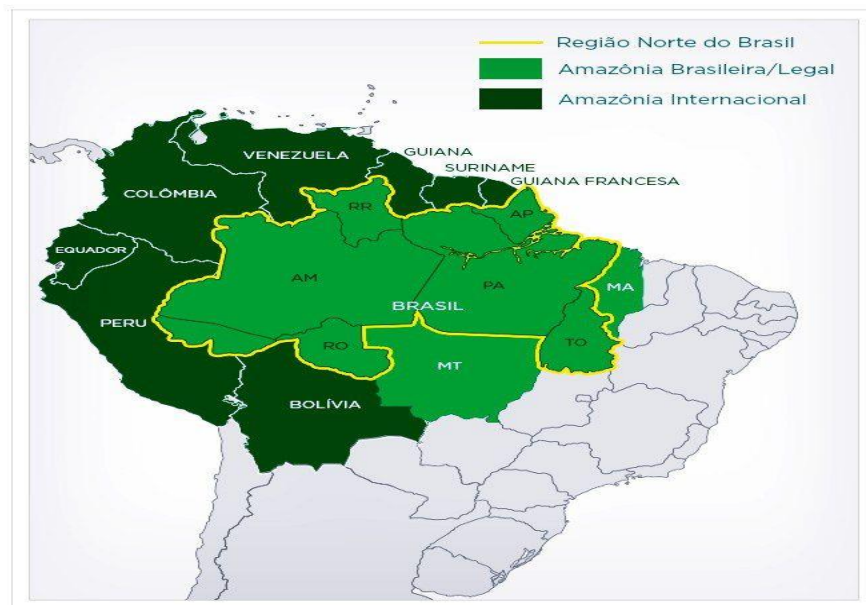 Região Norte do Brasil
Amazônia Brasileira/Legal
Amazônia Internacional
VENEZUELA
GUIANA
SURINAME
GUIANA FRANCESA
COLÔMBIA
RR
AP
EQUADOR
AM
PA
MA
BRASIL
PERU
RO
TO
MT
BOLÍVIA